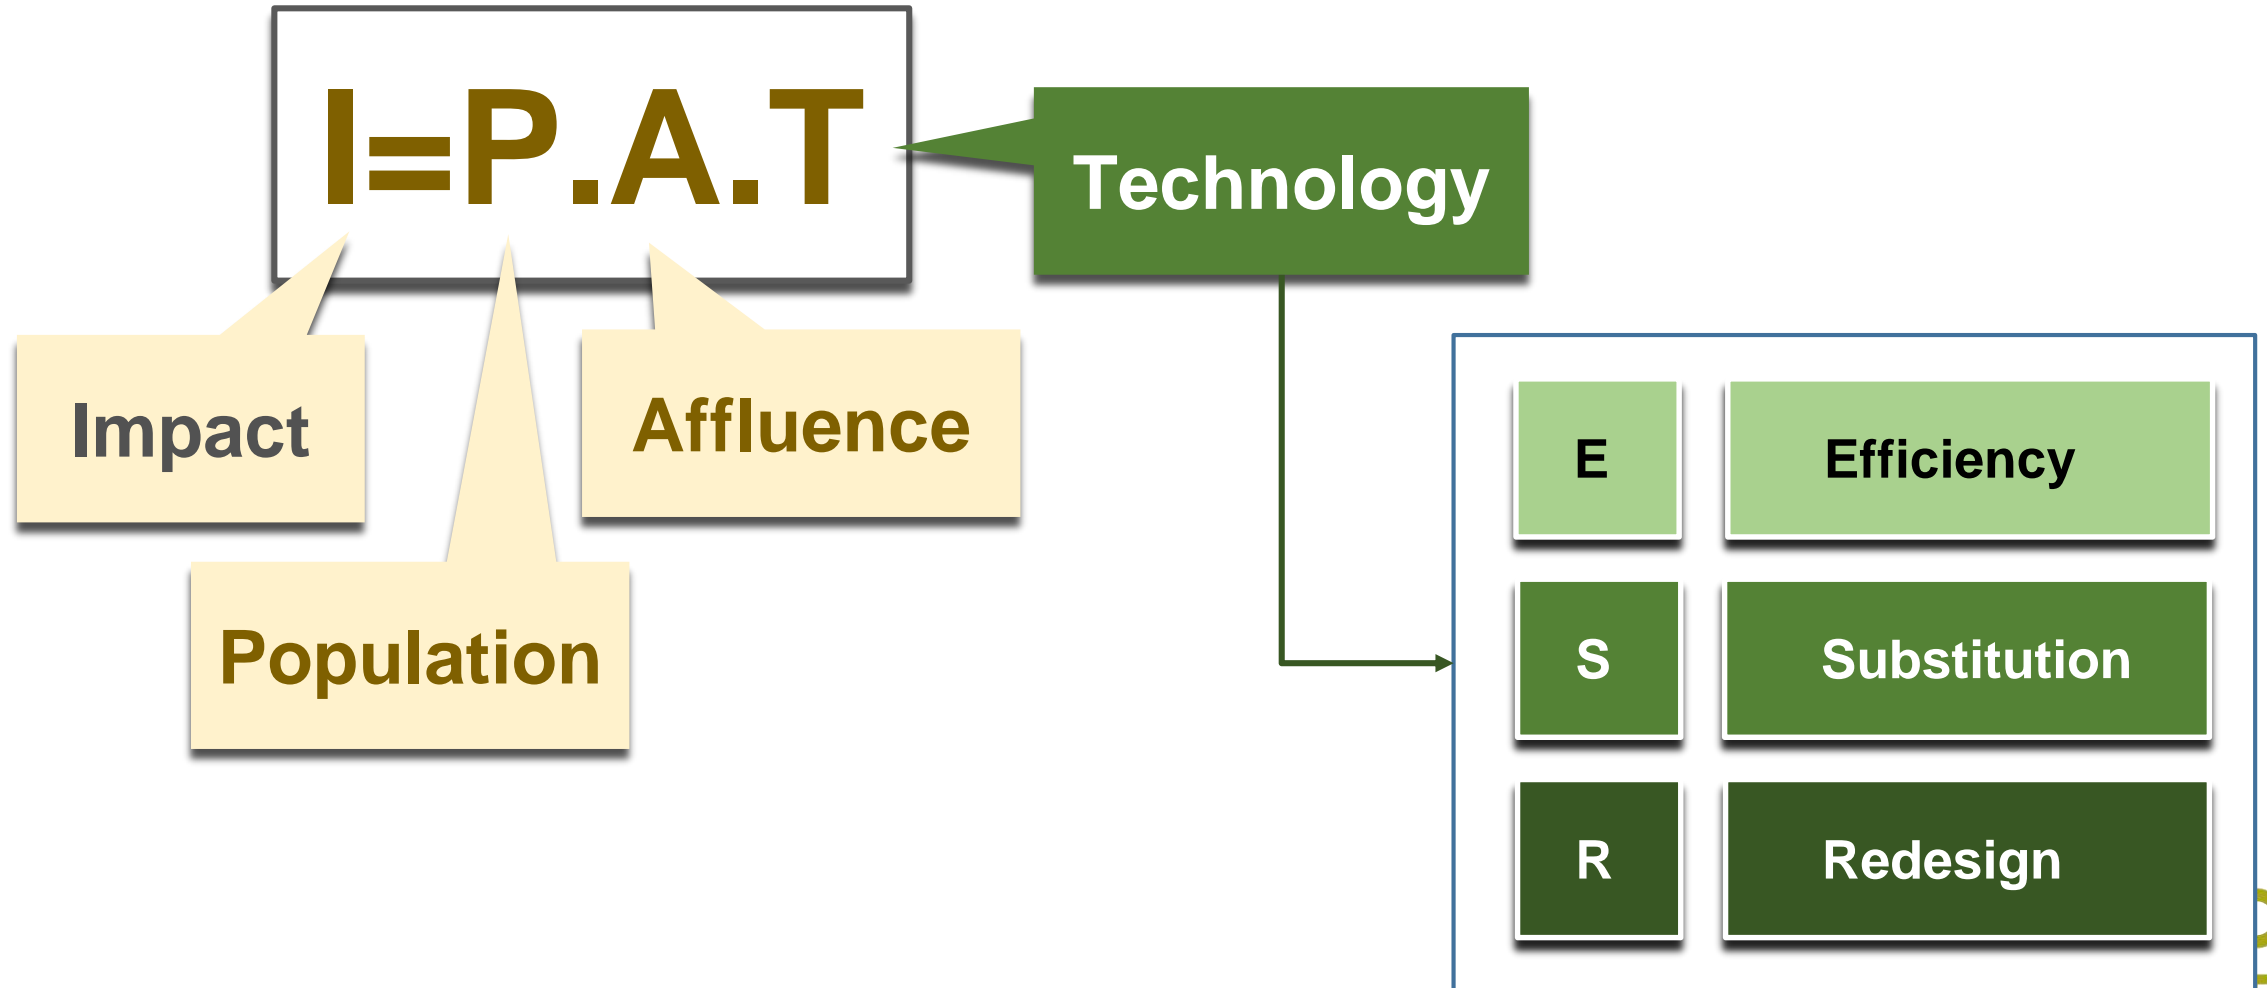 I=P.A.T
Technology
Impact
Affluence
Population
E Efficiency
S Substitution
R Redesign